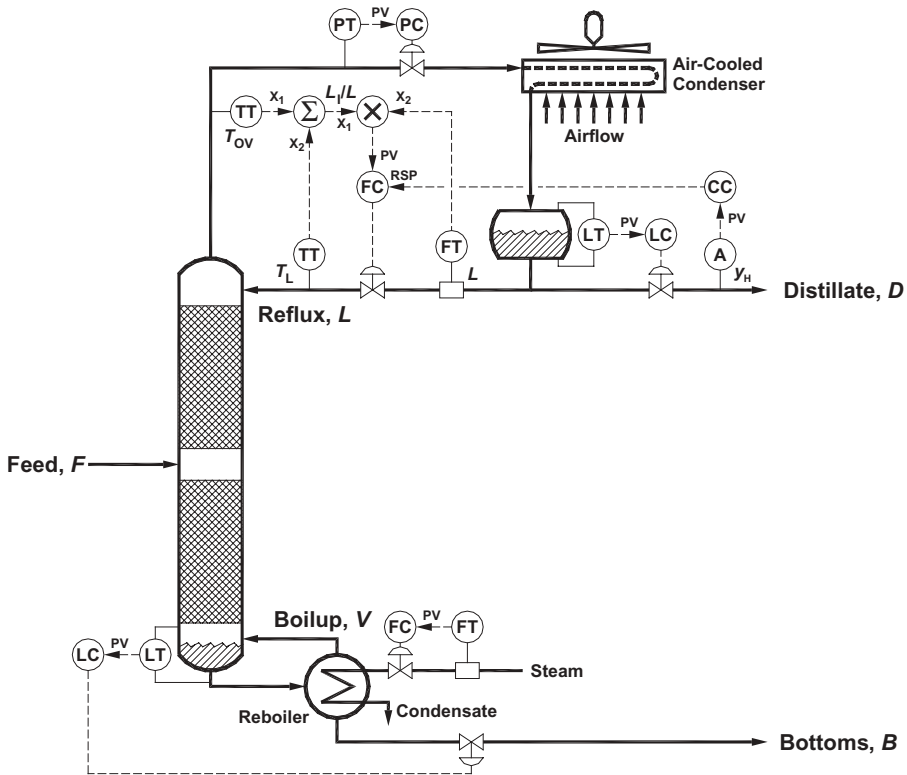 PT
PV
PC
Air-Cooled
Condenser
Airflow
TT
X1
Σ
LI/L
X1
×
X2
TOV
X2
PV
FC
RSP
CC
PV
TT
TL
FT
L
LT
PV
LC
A
yH
Reflux, L
Distillate, D
Feed, F
Boilup, V
FC
PV
FT
LC
PV
LT
Steam
Reboiler
Condensate
Bottoms, B